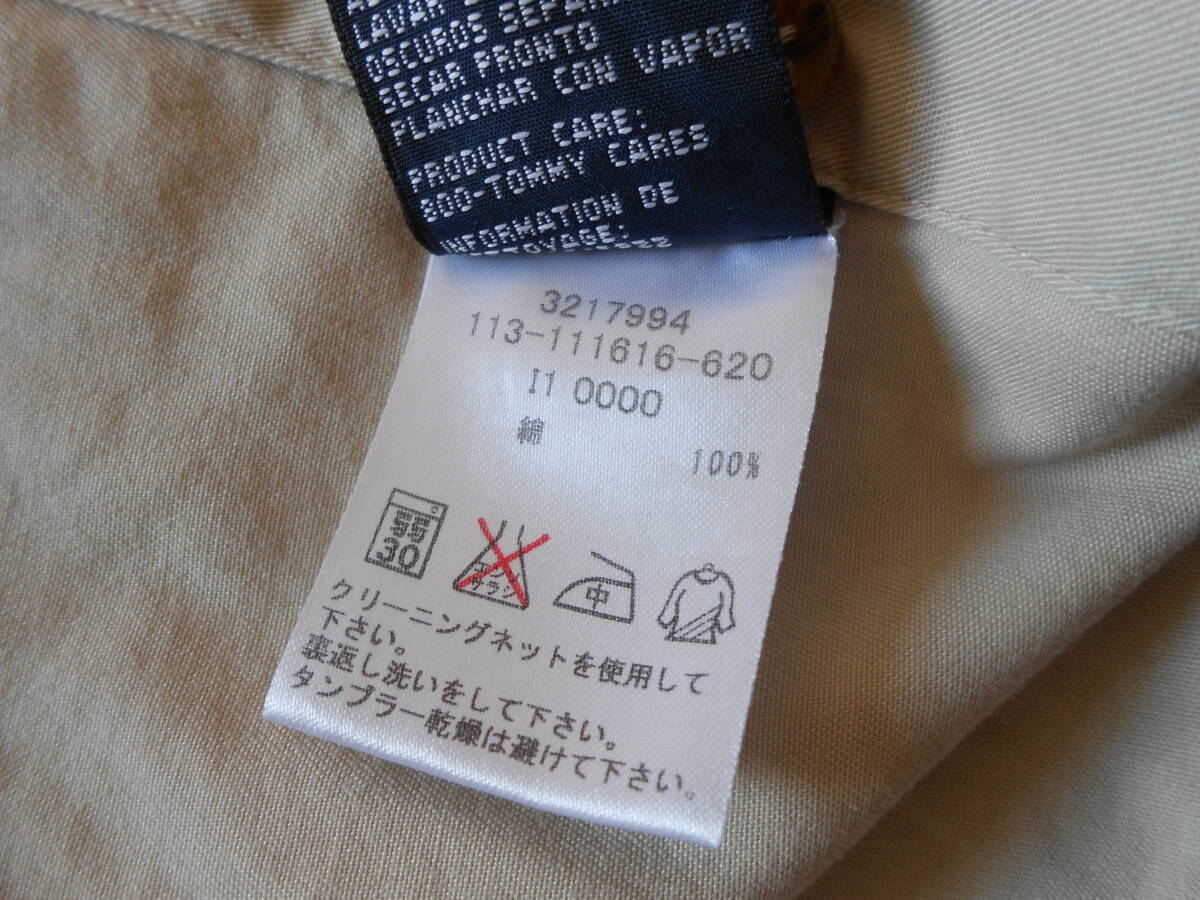 LAVAR
OSCUROS SEPARA
SECAR PRONTO
PLANCHAR CON VAPOR
PRODUCT CARE:
800-TOMMY CARES
INFORMATION DE
3217994
113-111616-620
I1 0000
綿
100%
弱
30
中
クリーニングネットを使用して
下さい。
裏返し洗いをして下さい。
タンブラー乾燥は避けて下さい。